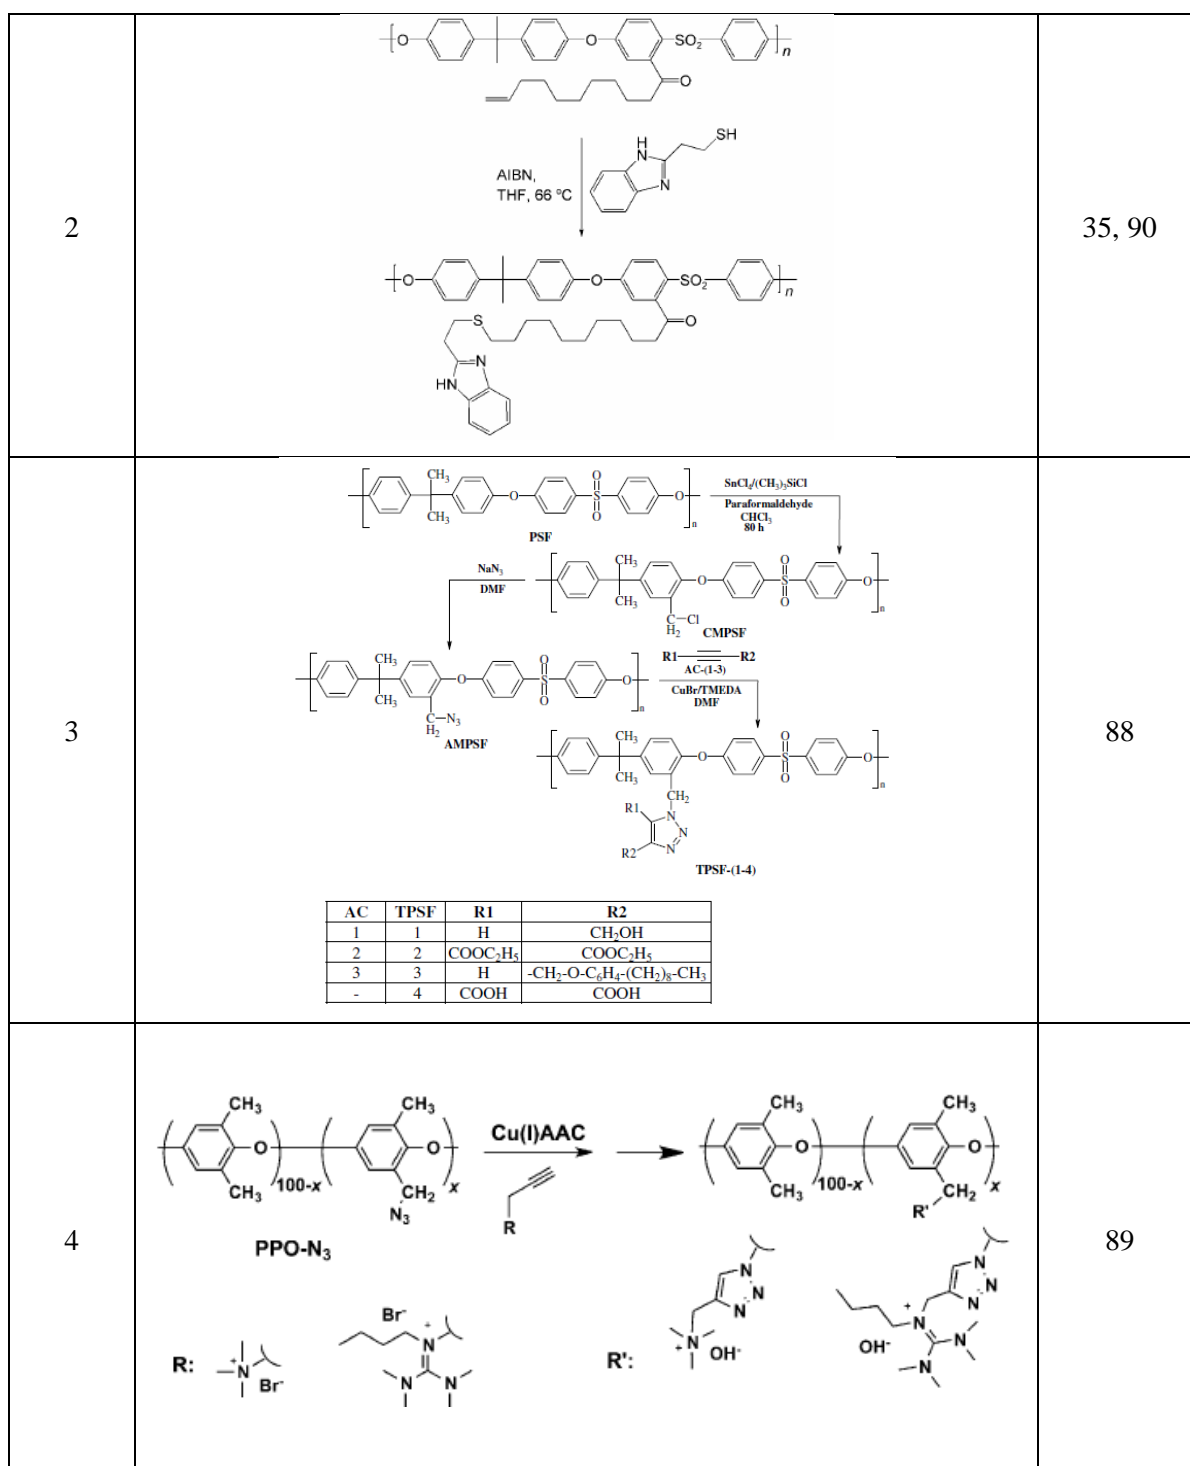 2
O
O
SO2
n
O
AIBN,
THF, 66 ºC
H
N
N
SH
O
O
SO2
n
S
O
N
HN
35, 90
3
CH3
CH3
O
O
S
O
O
n
PSF
SnCl4/(CH3)3SiCl
Paraformaldehyde
CHCl3
80 h
NaN3
DMF
CH3
CH3
O
O
S
O
O
n
C—Cl
H2
CMPSF
R1
R2
AC-(1-3)
CuBr/TMEDA
DMF
CH3
CH3
O
O
S
O
O
n
C—N3
H2
AMPSF
CH3
CH3
O
O
S
O
O
n
CH2
R1
N
N
N
R2
TPSF-(1-4)
AC TPSF R1 R2
1 1 H CH2OH
2 2 COOC2H5 COOC2H5
3 3 H -CH2-O-C6H4-(CH2)8-CH3
- 4 COOH COOH
88
4
CH3
O
CH3
100-x
CH3
O
CH2
N3
x
PPO-N3
Cu(I)AAC
R
CH3
O
CH3
100-x
CH3
O
CH2
R'
x
R:
N
+
Br-
Br-
+
N
N
N
R':
N
N
N
N
+
OH-
N
N
N
+
N
OH-
N
N
89